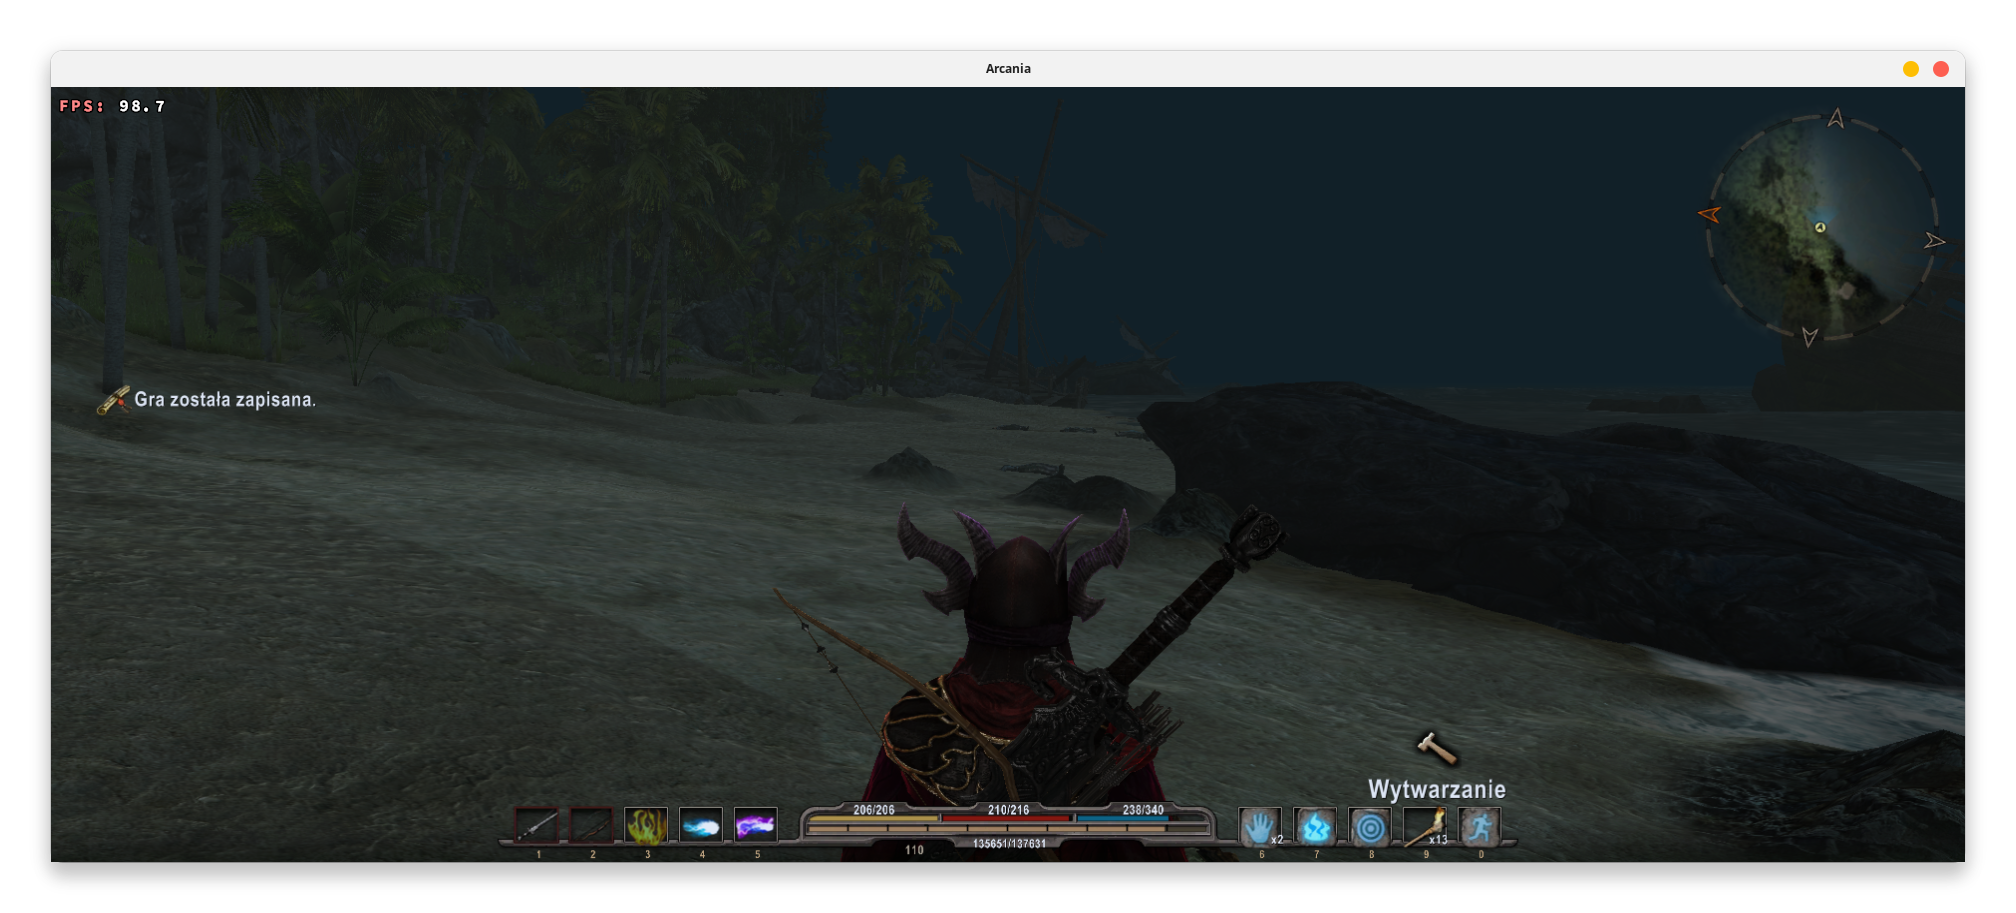 Arcania
FPS: 98.7
Gra została zapisana.
Wytwarzanie
206/206 210/216 238/340
x2 x13
135651/137631
110
1 2 3 4 5 6 7 8 9 0